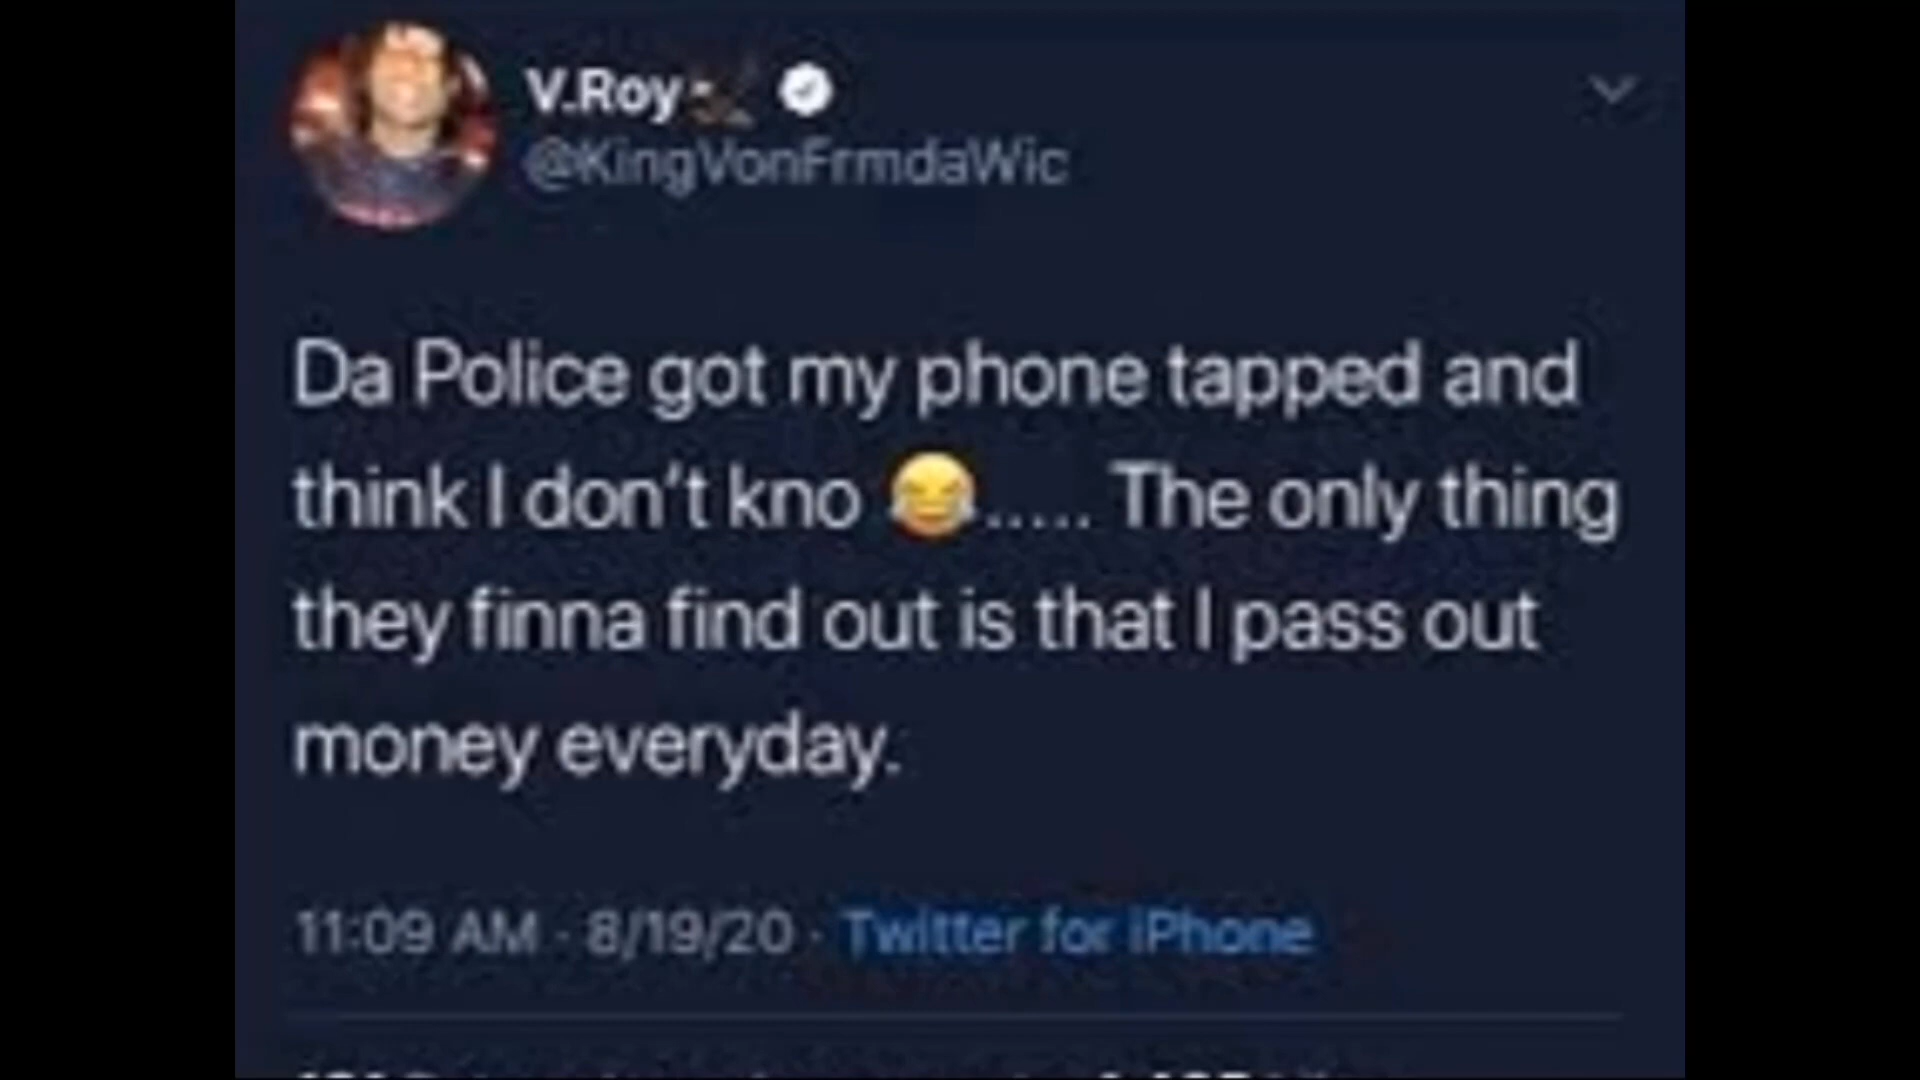 V.Roy
@KingVonFrmdaWic
Da Police got my phone tapped and
think I don't kno 😂..... The only thing
they finna find out is that I pass out
money everyday.
11:09 AM · 8/19/20 · Twitter for iPhone